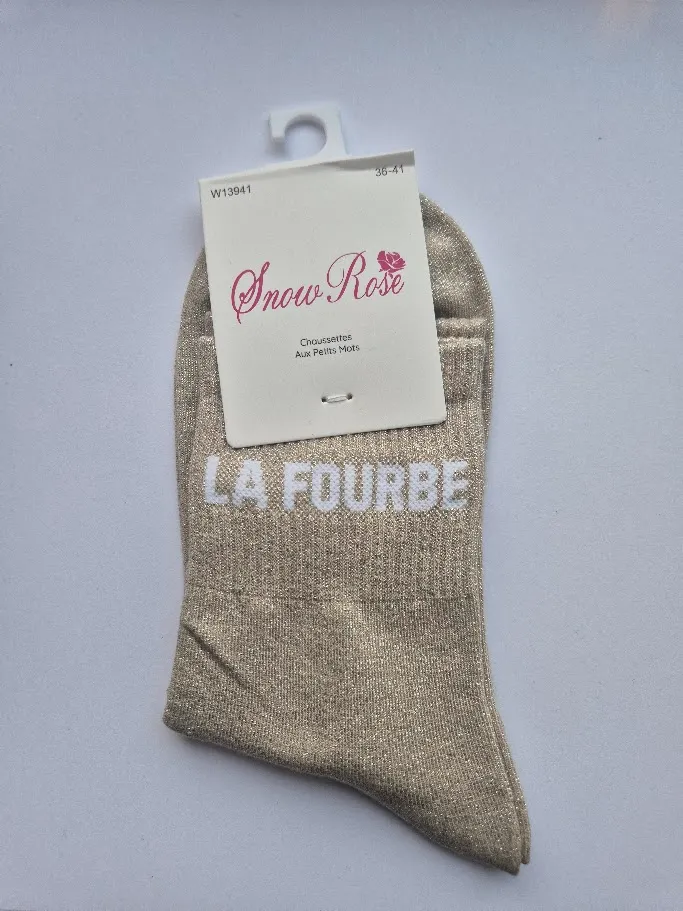 W13941
36-41
Snow Rose
Chaussettes
Aux Petits Mots
LA FOURBE